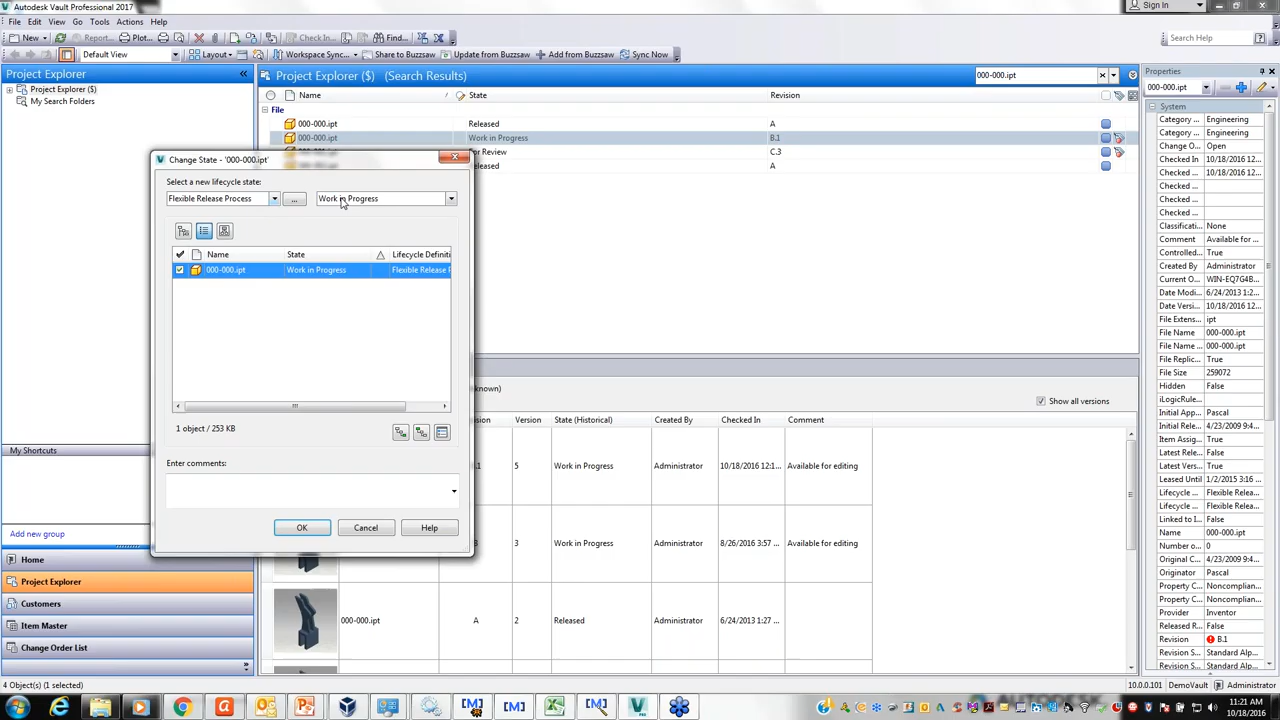 Autodesk Vault Professional 2017
Sign In
File Edit View Go Tools Actions Help
New Report... Plot... Check In... Find...
Search Help
Default View
Layout Workspace Sync... Share to Buzzsaw Update from Buzzsaw Add from Buzzsaw Sync Now
Project Explorer
Project Explorer ($)
My Search Folders
My Shortcuts
Add new group
Home
Project Explorer
Customers
Item Master
Change Order List
Project Explorer ($) (Search Results)
000-000.ipt
Name State Revision
File
000-000.ipt Released A
000-000.ipt Work in Progress B.1
For Review C.3
Released A
Change State - '000-000.ipt'
Select a new lifecycle state:
Flexible Release Process ... Work in Progress
Name State Lifecycle Definiti
000-000.ipt Work in Progress Flexible Release P
1 object / 253 KB
Enter comments:
OK Cancel Help
known)
Show all versions
sion Version State (Historical) Created By Checked In Comment
.1 5 Work in Progress Administrator 10/18/2016 12:1... Available for editing
3 Work in Progress Administrator 8/26/2016 3:57 ... Available for editing
000-000.ipt A 2 Released Administrator 6/24/2013 1:27 ...
Properties
000-000.ipt
System
Category ... Engineering
Category ... Engineering
Change O... Open
Checked In 10/18/2016 12...
Checked ... 10/18/2016 12...
Checked ...
Checked ...
Checked ...
Classificati... None
Comment Available for ...
Controlled... True
Created By Administrator
Current O... WIN-EQ7G4B...
Date Modi... 6/24/2013 1:2...
Date Versi... 10/18/2016 12...
File Extens... ipt
File Name 000-000.ipt
File Name ... 000-000.ipt
File Replic... True
File Size 259072
Hidden False
iLogicRule...
Initial App... Pascal
Initial Rele... 4/23/2009 9:4...
Item Assig... True
Latest Rele... False
Latest Vers... True
Leased Until 1/2/2015 3:16 ...
Lifecycle ... Flexible Relea...
Lifecycle ... Flexible Relea...
Linked to I... False
Name 000-000.ipt
Number o... 0
Original C... 4/23/2009 9:4...
Originator Pascal
Property C... Noncomplian...
Property C... Noncomplian...
Provider Inventor
Released R... False
Revision B.1
Revision S... Standard Alp...
Revision S... Standard Alp...
4 Object(s) (1 selected)
10.0.0.101 DemoVault Administrator
11:21 AM
10/18/2016